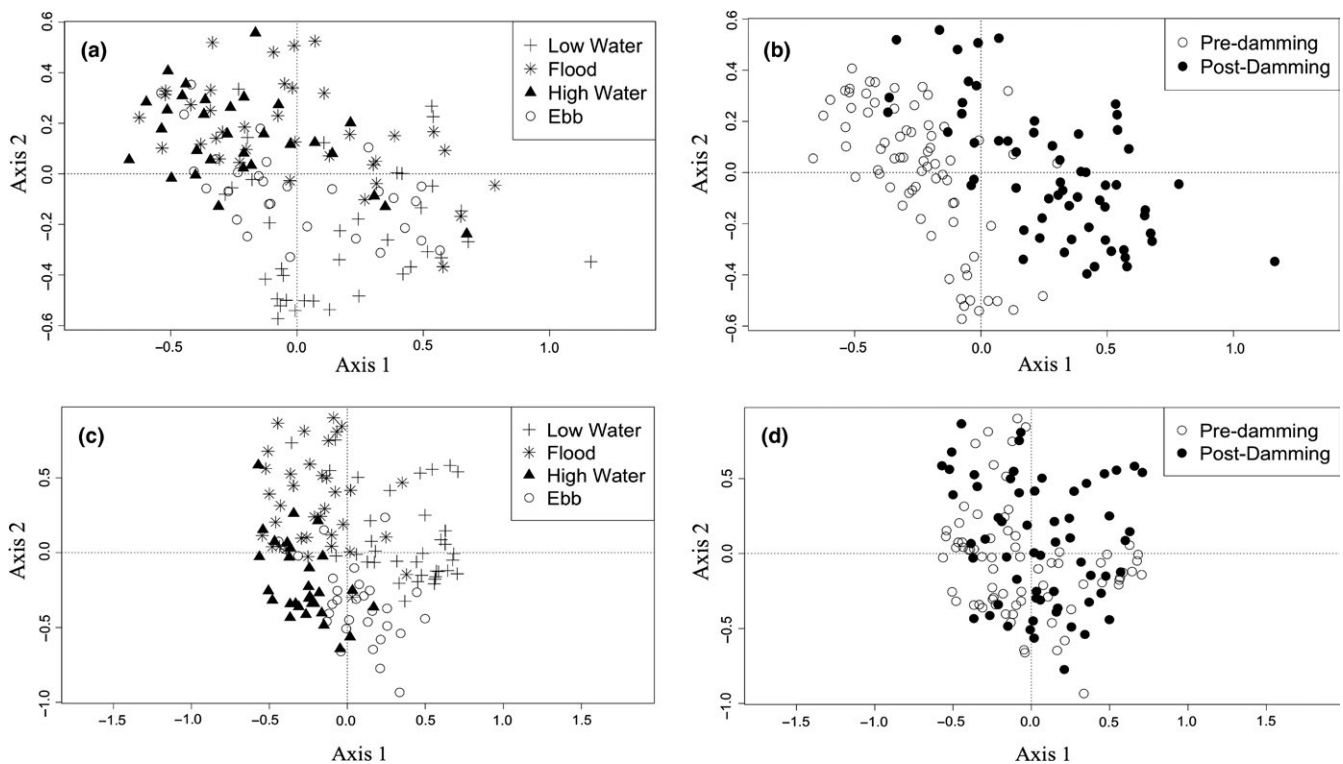 (a)
Low Water
Flood
High Water
Ebb
Axis 2
0.6
0.4
0.2
0.0
−0.2
−0.4
−0.6
−0.5
0.0
0.5
1.0
Axis 1
(b)
Pre-damming
Post-Damming
Axis 2
0.6
0.4
0.2
0.0
−0.2
−0.4
−0.6
−0.5
0.0
0.5
1.0
Axis 1
(c)
Low Water
Flood
High Water
Ebb
Axis 2
0.5
0.0
−0.5
−1.0
−1.5
−1.0
−0.5
0.0
0.5
1.0
1.5
Axis 1
(d)
Pre-damming
Post-Damming
Axis 2
0.5
0.0
−0.5
−1.0
−1.5
−1.0
−0.5
0.0
0.5
1.0
1.5
Axis 1